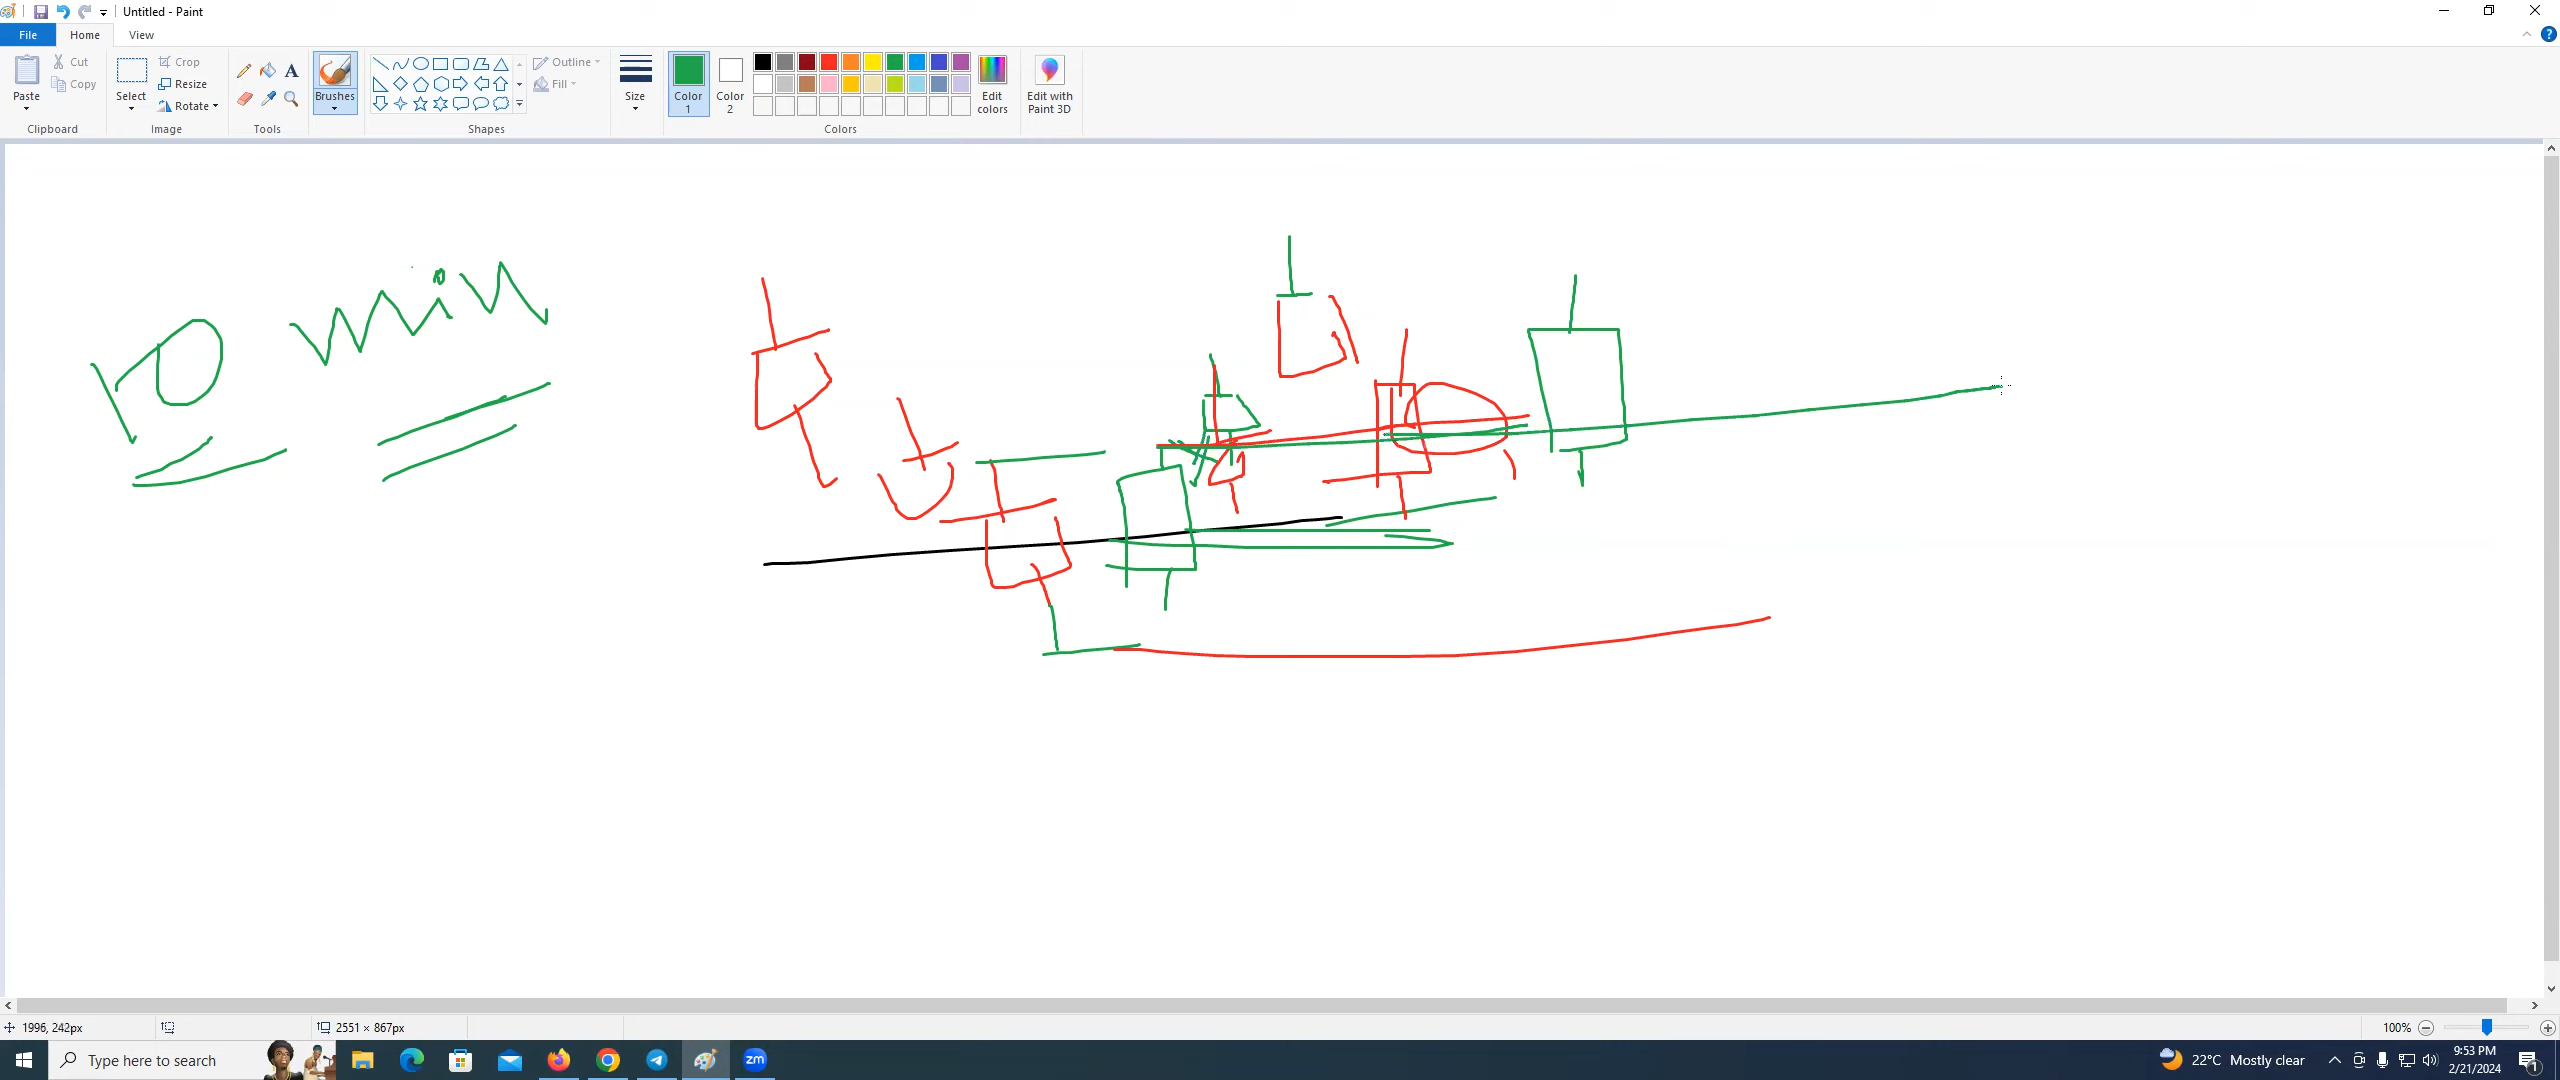 Untitled - Paint
File Home View
Paste
Cut
Copy
Clipboard
Select
Crop
Resize
Rotate
Image
Tools
Brushes
Shapes
Outline
Fill
Size
Color 1
Color 2
Colors
Edit colors
Edit with Paint 3D
10 min
1996, 242px
2551 × 867px
100%
Type here to search
zm
22°C Mostly clear
9:53 PM
2/21/2024
1